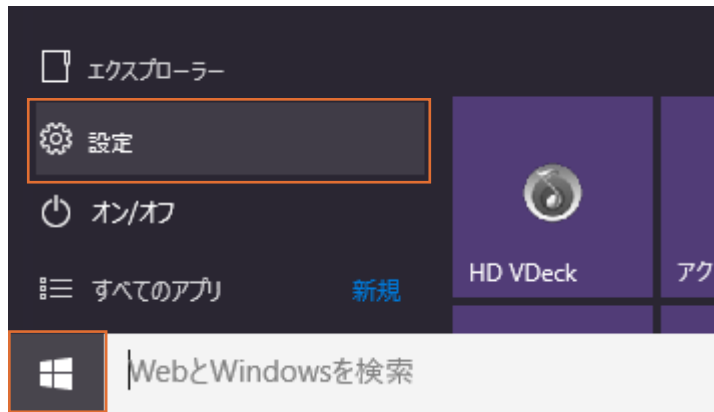 エクスプローラー
設定
オン/オフ
すべてのアプリ 新規
HD VDeck
アク
WebとWindowsを検索